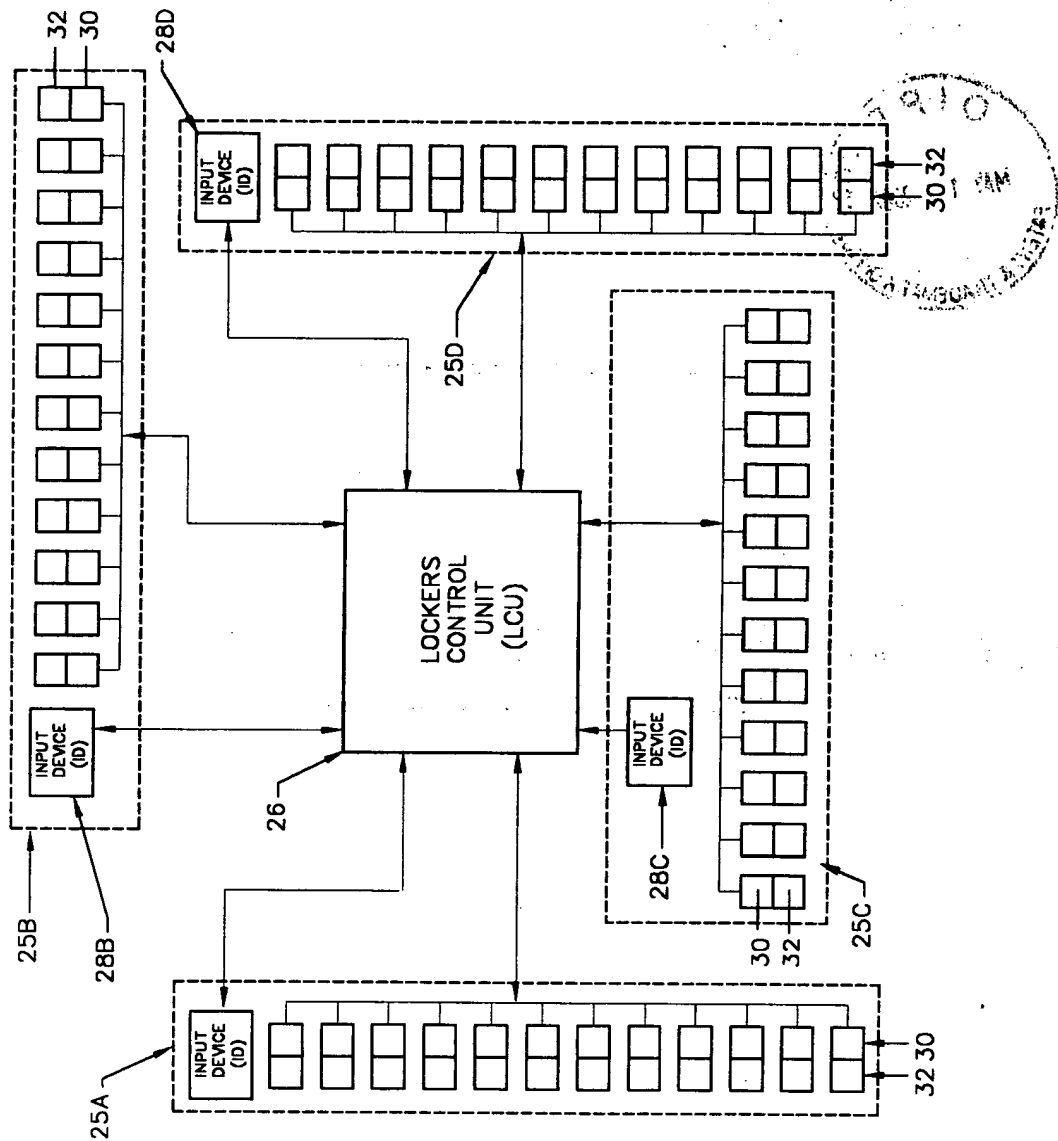 32
30
28D
INPUT
DEVICE
(ID)
25B
28B
INPUT
DEVICE
(ID)
25D
30 32
26
LOCKERS
CONTROL
UNIT
(LCU)
INPUT
DEVICE
(ID)
28C
30
32
25C
25A
INPUT
DEVICE
(ID)
32 30